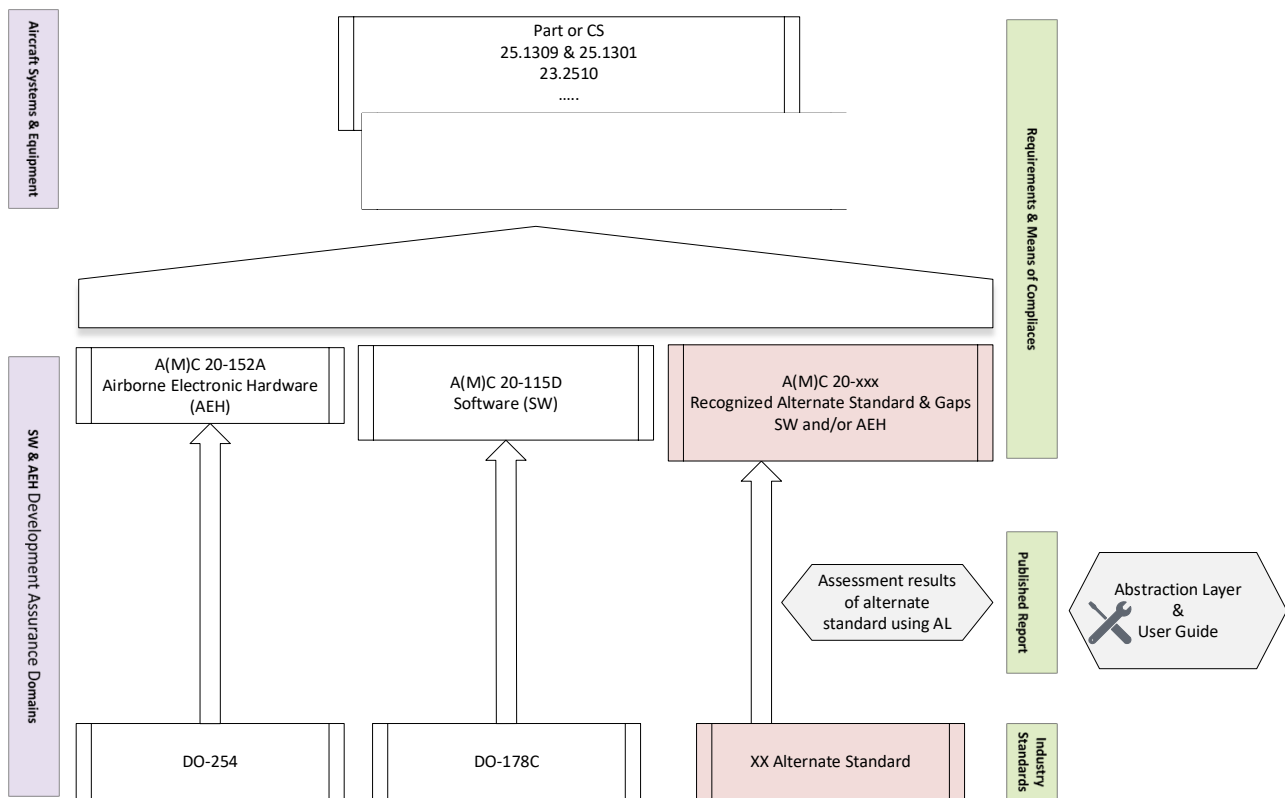 Aircraft Systems & Equipment
Part or CS
25.1309 & 25.1301
23.2510
.....
Requirements & Means of Compliaces
A(M)C 20-152A
Airborne Electronic Hardware
(AEH)
A(M)C 20-115D
Software (SW)
A(M)C 20-xxx
Recognized Alternate Standard & Gaps
SW and/or AEH
SW & AEH Development Assurance Domains
Assessment results
of alternate
standard using AL
Published Report
Abstraction Layer
&
User Guide
DO-254
DO-178C
XX Alternate Standard
Industry
Standards